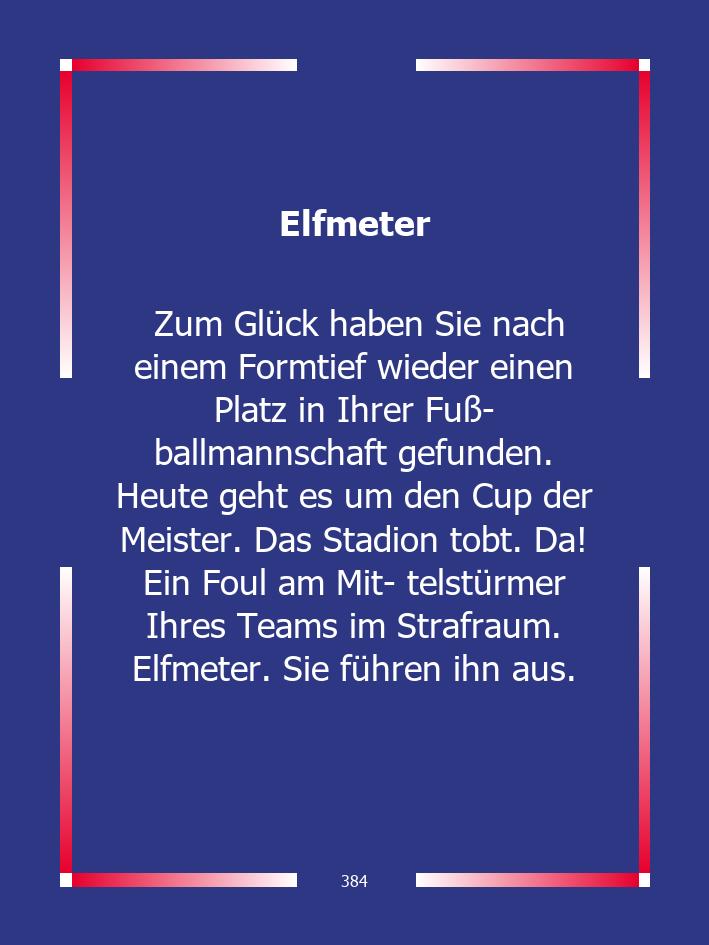 Elfmeter
Zum Glück haben Sie nach
einem Formtief wieder einen
Platz in Ihrer Fuß-
ballmannschaft gefunden.
Heute geht es um den Cup der
Meister. Das Stadion tobt. Da!
Ein Foul am Mit- telstürmer
Ihres Teams im Strafraum.
Elfmeter. Sie führen ihn aus.
384